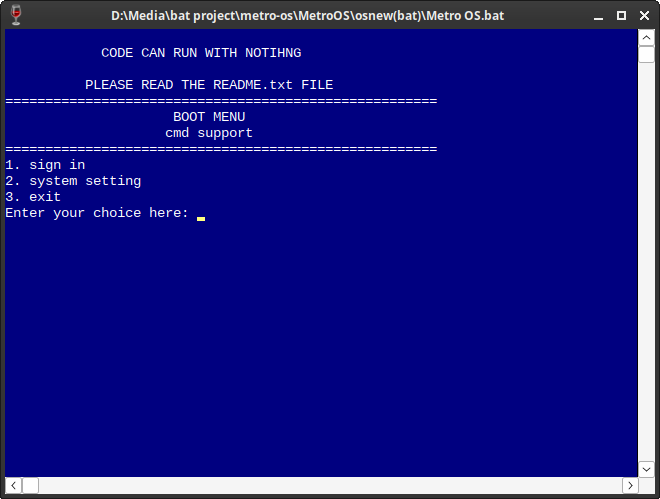 D:\Media\bat project\metro-os\MetroOS\osnew(bat)\Metro OS.bat
CODE CAN RUN WITH NOTIHNG
PLEASE READ THE README.txt FILE
======================================================
BOOT MENU
cmd support
======================================================
1. sign in
2. system setting
3. exit
Enter your choice here: